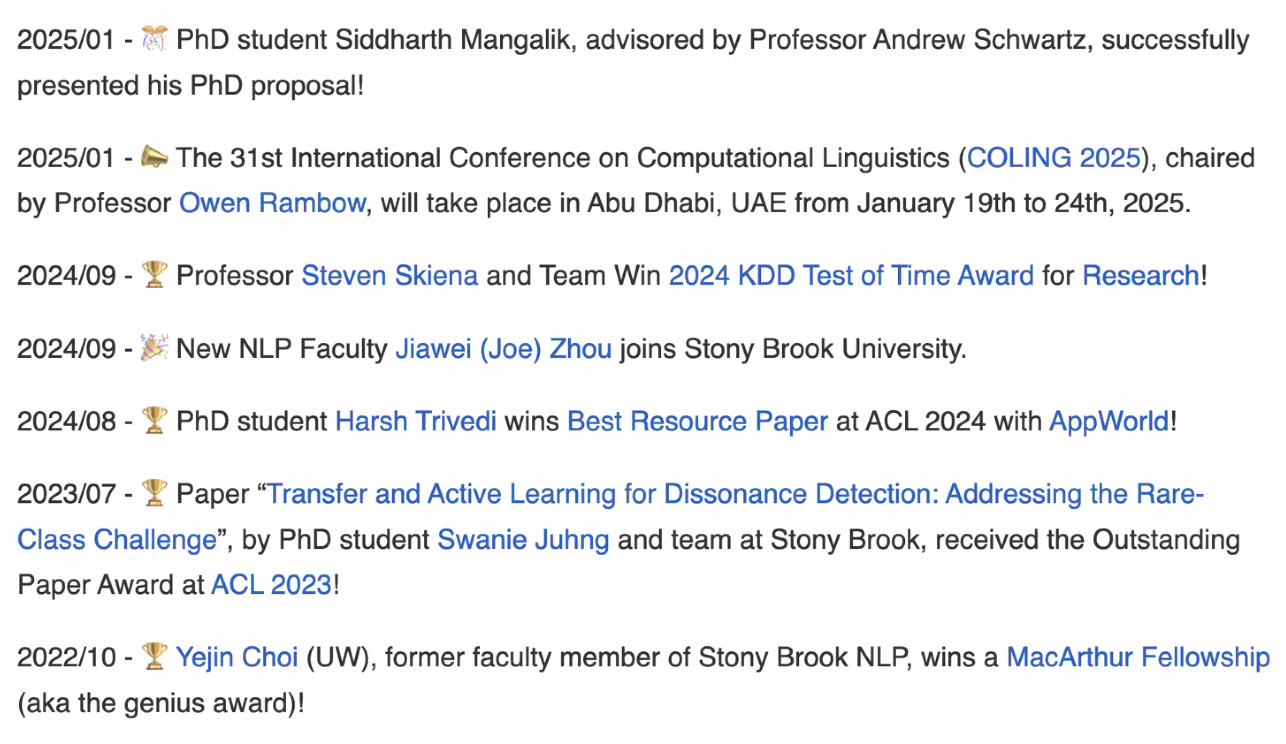 2025/01 - 🎊 PhD student Siddharth Mangalik, advisored by Professor Andrew Schwartz, successfully
presented his PhD proposal!
2025/01 - 📣 The 31st International Conference on Computational Linguistics (COLING 2025), chaired
by Professor Owen Rambow, will take place in Abu Dhabi, UAE from January 19th to 24th, 2025.
2024/09 - 🏆 Professor Steven Skiena and Team Win 2024 KDD Test of Time Award for Research!
2024/09 - 🎉 New NLP Faculty Jiawei (Joe) Zhou joins Stony Brook University.
2024/08 - 🏆 PhD student Harsh Trivedi wins Best Resource Paper at ACL 2024 with AppWorld!
2023/07 - 🏆 Paper “Transfer and Active Learning for Dissonance Detection: Addressing the Rare-
Class Challenge”, by PhD student Swanie Juhng and team at Stony Brook, received the Outstanding
Paper Award at ACL 2023!
2022/10 - 🏆 Yejin Choi (UW), former faculty member of Stony Brook NLP, wins a MacArthur Fellowship
(aka the genius award)!